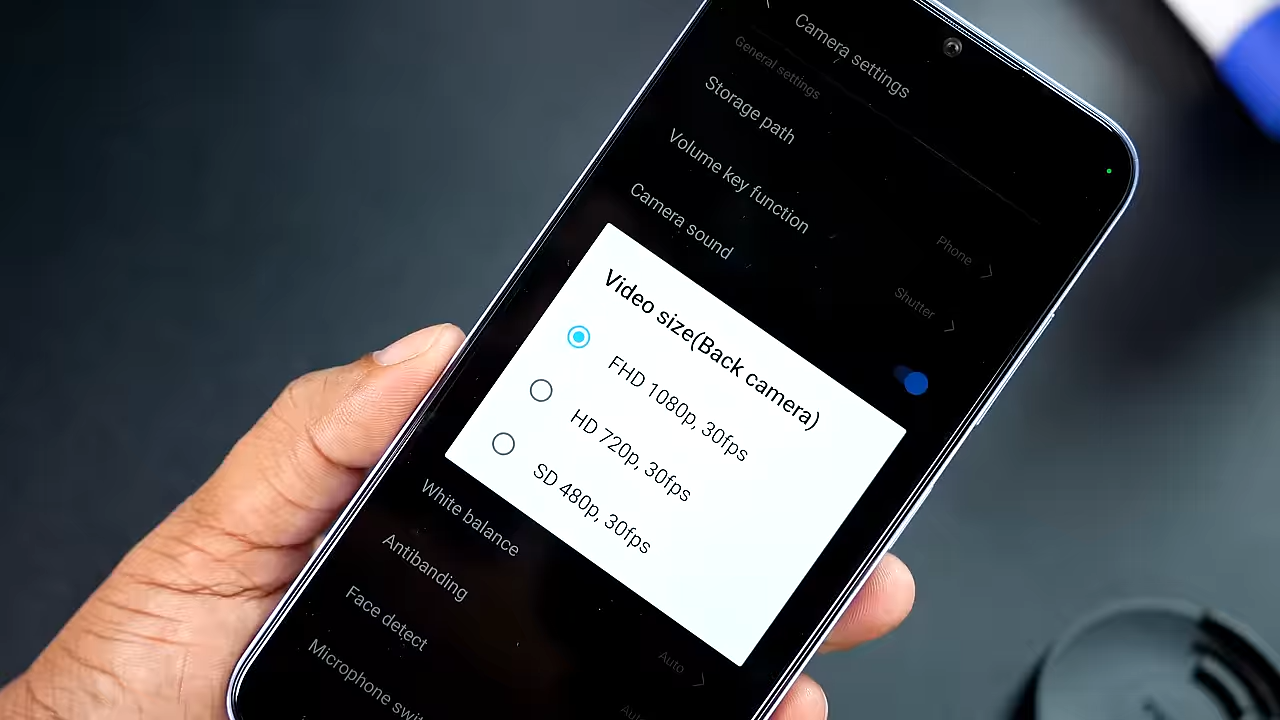 Camera settings
General settings
Storage path
Phone
Volume key function
Shutter
Camera sound
Video size(Back camera)
FHD 1080p, 30fps
HD 720p, 30fps
SD 480p, 30fps
White balance
Auto
Antibanding
Face detect